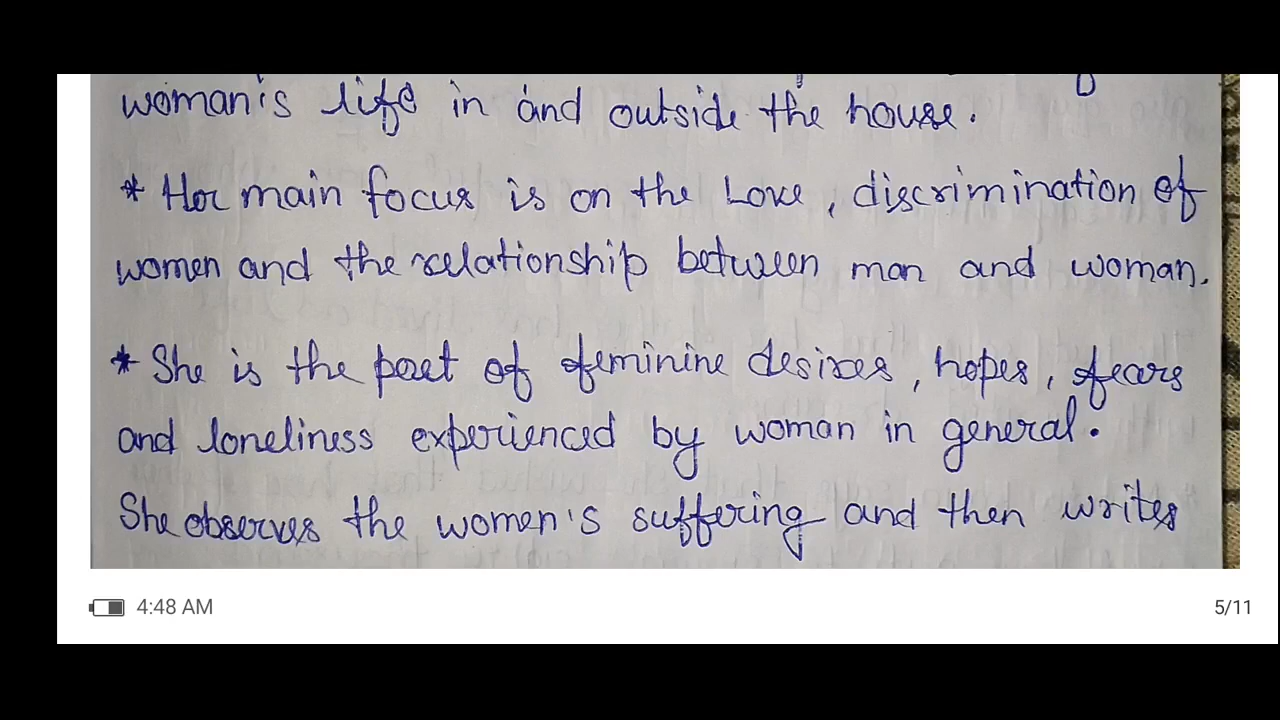 woman's life in and outside the house.
* Her main focus is on the Love, discrimination of
women and the relationship between man and woman.
* She is the poet of feminine desires, hopes, fears
and loneliness experienced by woman in general.
She observes the women's suffering and then writes
4:48 AM
5/11